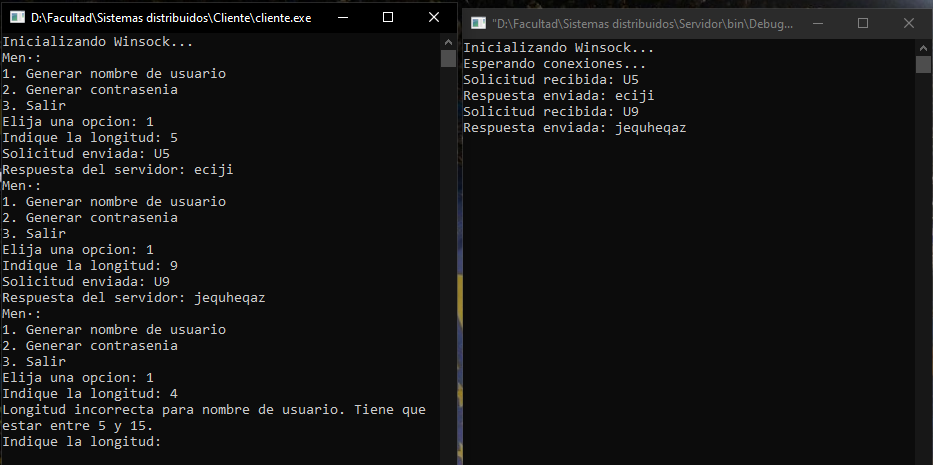 D:\Facultad\Sistemas distribuidos\Cliente\cliente.exe
Inicializando Winsock...
Men·:
1. Generar nombre de usuario
2. Generar contrasenia
3. Salir
Elija una opcion: 1
Indique la longitud: 5
Solicitud enviada: U5
Respuesta del servidor: eciji
Men·:
1. Generar nombre de usuario
2. Generar contrasenia
3. Salir
Elija una opcion: 1
Indique la longitud: 9
Solicitud enviada: U9
Respuesta del servidor: jequheqaz
Men·:
1. Generar nombre de usuario
2. Generar contrasenia
3. Salir
Elija una opcion: 1
Indique la longitud: 4
Longitud incorrecta para nombre de usuario. Tiene que
estar entre 5 y 15.
Indique la longitud:
"D:\Facultad\Sistemas distribuidos\Servidor\bin\Debug...
Inicializando Winsock...
Esperando conexiones...
Solicitud recibida: U5
Respuesta enviada: eciji
Solicitud recibida: U9
Respuesta enviada: jequheqaz